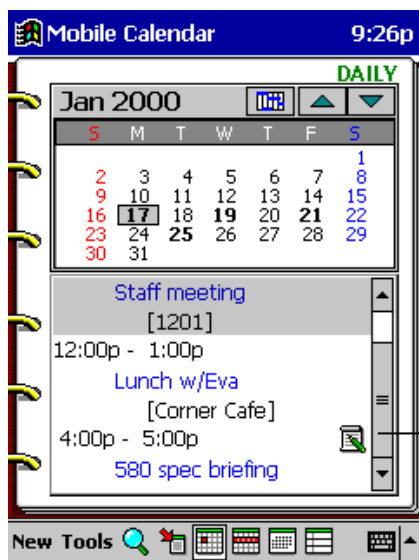 Mobile Calendar 9:26p
DAILY
Jan 2000
S M T W T F S
1
2 3 4 5 6 7 8
9 10 11 12 13 14 15
16 17 18 19 20 21 22
23 24 25 26 27 28 29
30 31
Staff meeting
[1201]
12:00p - 1:00p
Lunch w/Eva
[Corner Cafe]
4:00p - 5:00p
580 spec briefing
New Tools